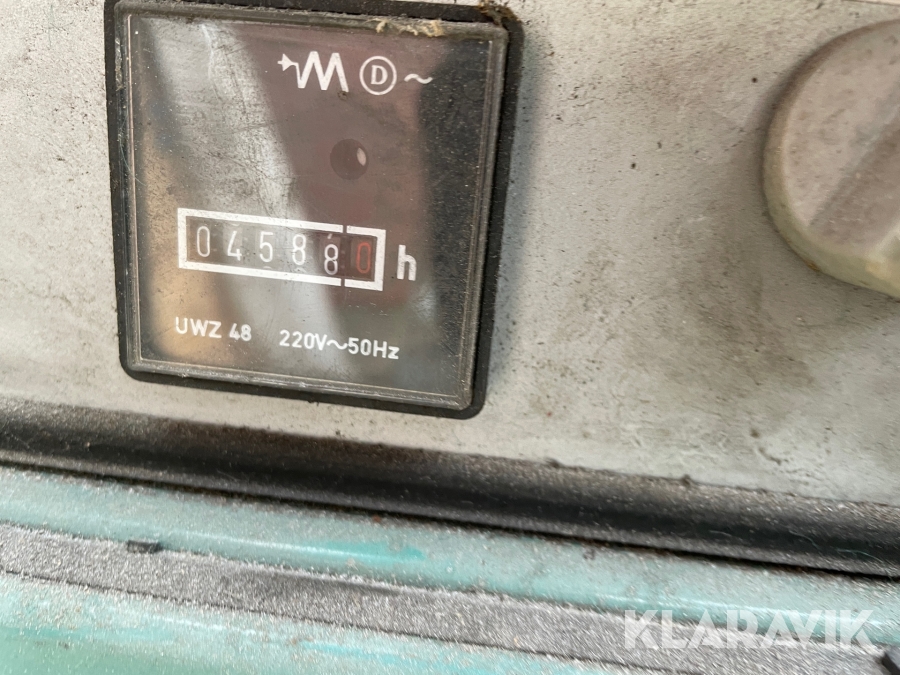 M D ~
045880 h
UWZ 48 220V~50Hz
KLARAVIK